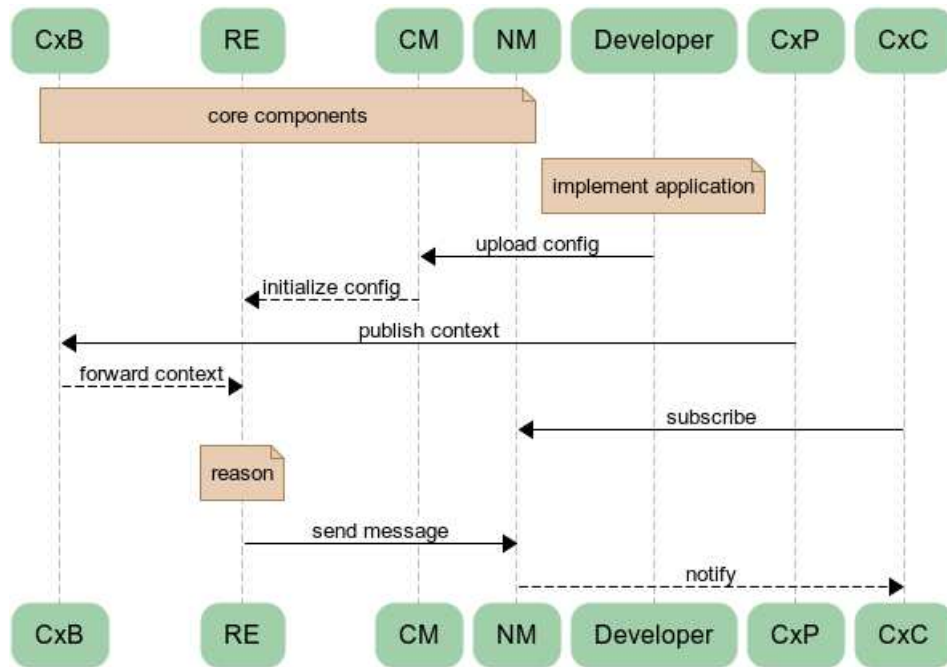 CxB RE CM NM Developer CxP CxC
core components
implement application
upload config
initialize config
publish context
forward context
subscribe
reason
send message
notify
CxB RE CM NM Developer CxP CxC